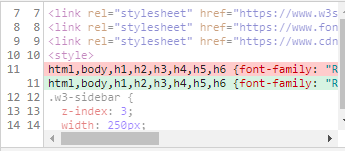 7 7 <link rel="stylesheet" href="https://www.w3s
8 8 <link rel="stylesheet" href="https://www.fon
9 9 <link rel="stylesheet" href="https://www.cdn
10 10 <style>
11 html,body,h1,h2,h3,h4,h5,h6 {font-family: "R
11 html,body,h1,h2,h3,h4,h5,h6 {font-family: "R
12 12 .w3-sidebar {
13 13 z-index: 3;
14 14 width: 250px;